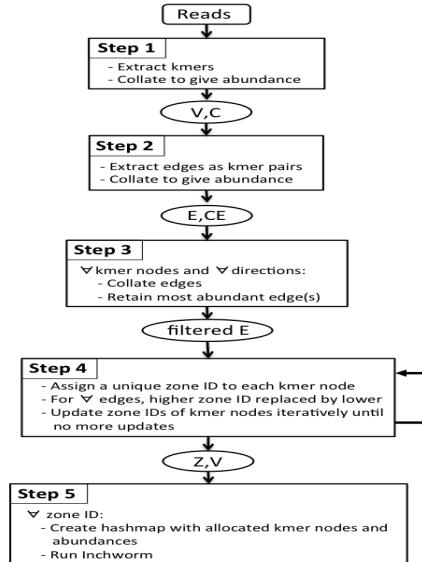 Reads
Step 1
- Extract kmers
- Collate to give abundance
V,C
Step 2
- Extract edges as kmer pairs
- Collate to give abundance
E,CE
Step 3
∀ kmer nodes and ∀ directions:
- Collate edges
- Retain most abundant edge(s)
filtered E
Step 4
- Assign a unique zone ID to each kmer node
- For ∀ edges, higher zone ID replaced by lower
- Update zone IDs of kmer nodes iteratively until
no more updates
Z,V
Step 5
∀ zone ID:
- Create hashmap with allocated kmer nodes and
abundances
- Run Inchworm